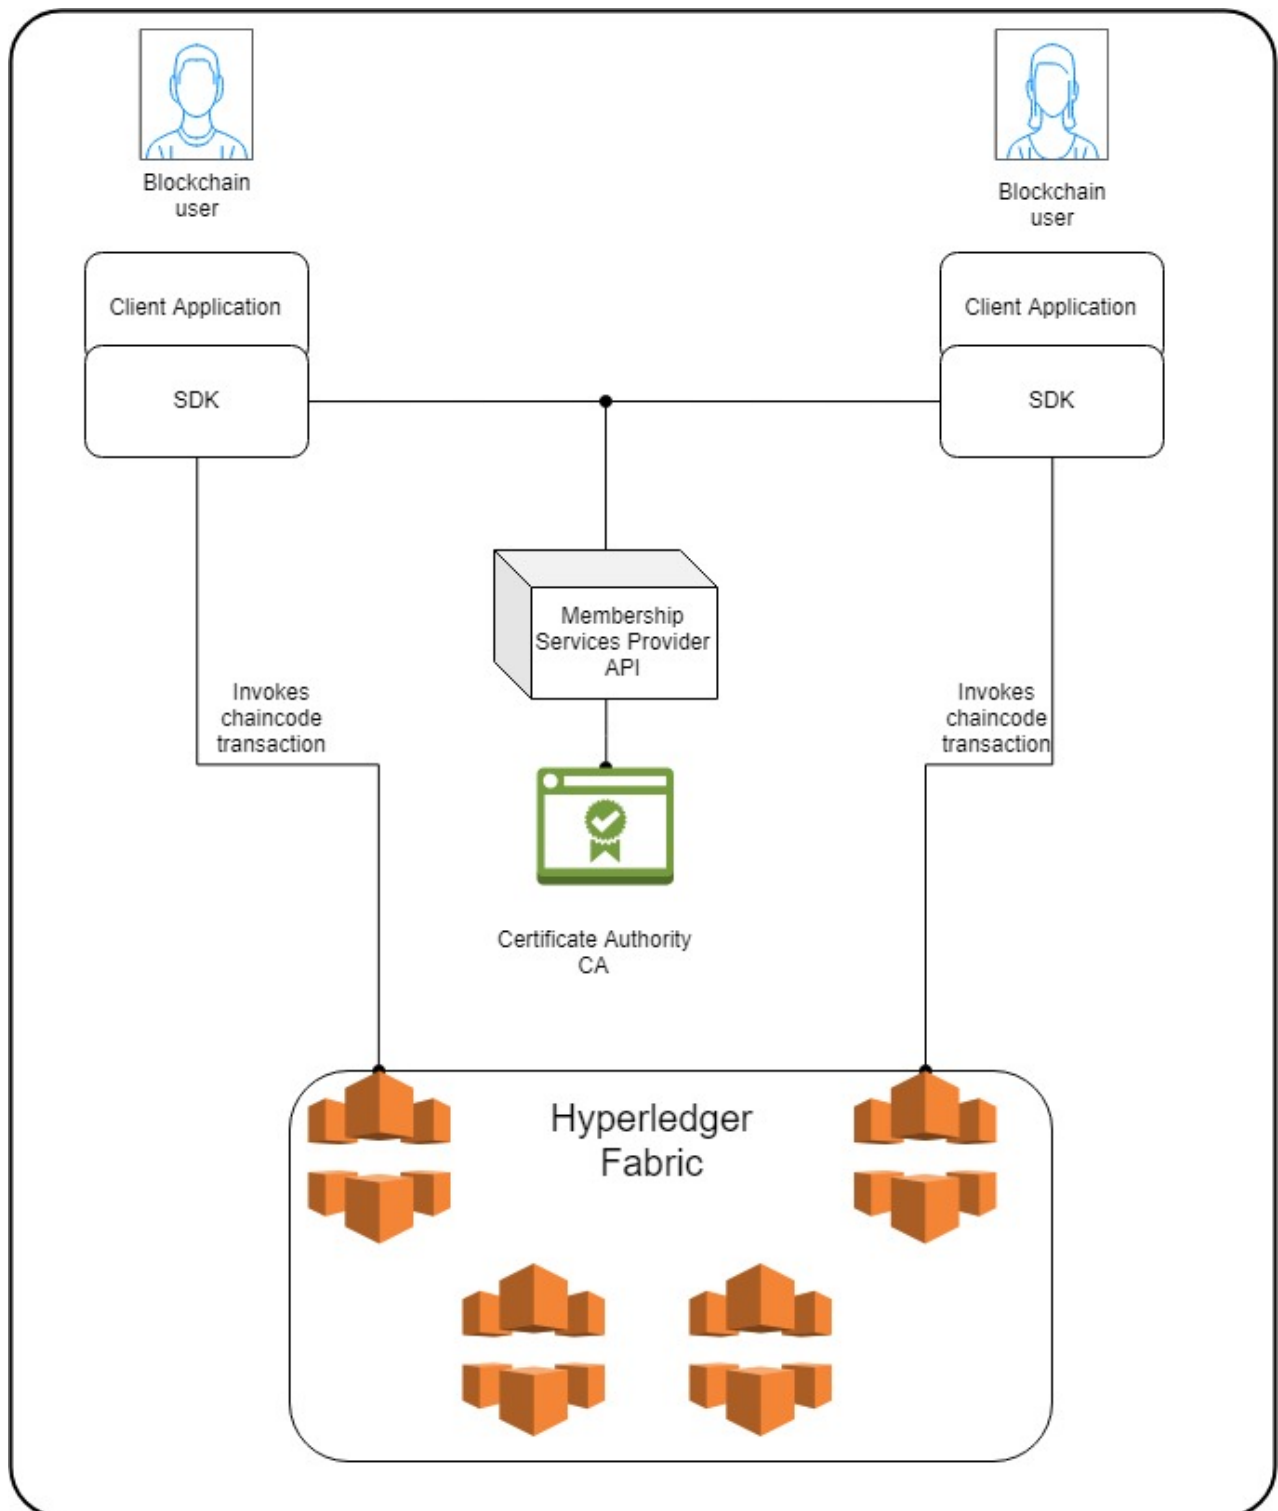 Blockchain
user
Blockchain
user
Client Application
Client Application
SDK
SDK
Membership
Services Provider
API
Invokes
chaincode
transaction
Invokes
chaincode
transaction
Certificate Authority
CA
Hyperledger
Fabric